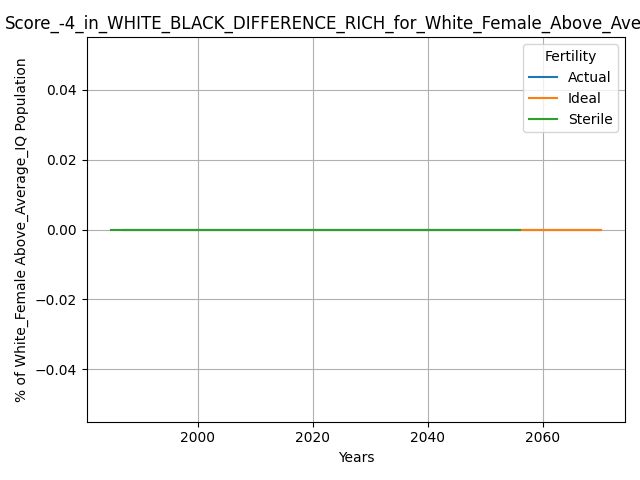 Score_-4_in_WHITE_BLACK_DIFFERENCE_RICH_for_White_Female_Above_Ave
Fertility
Actual
Ideal
Sterile
% of White_Female Above_Average_IQ Population
0.04
0.02
0.00
−0.02
−0.04
2000 2020 2040 2060
Years